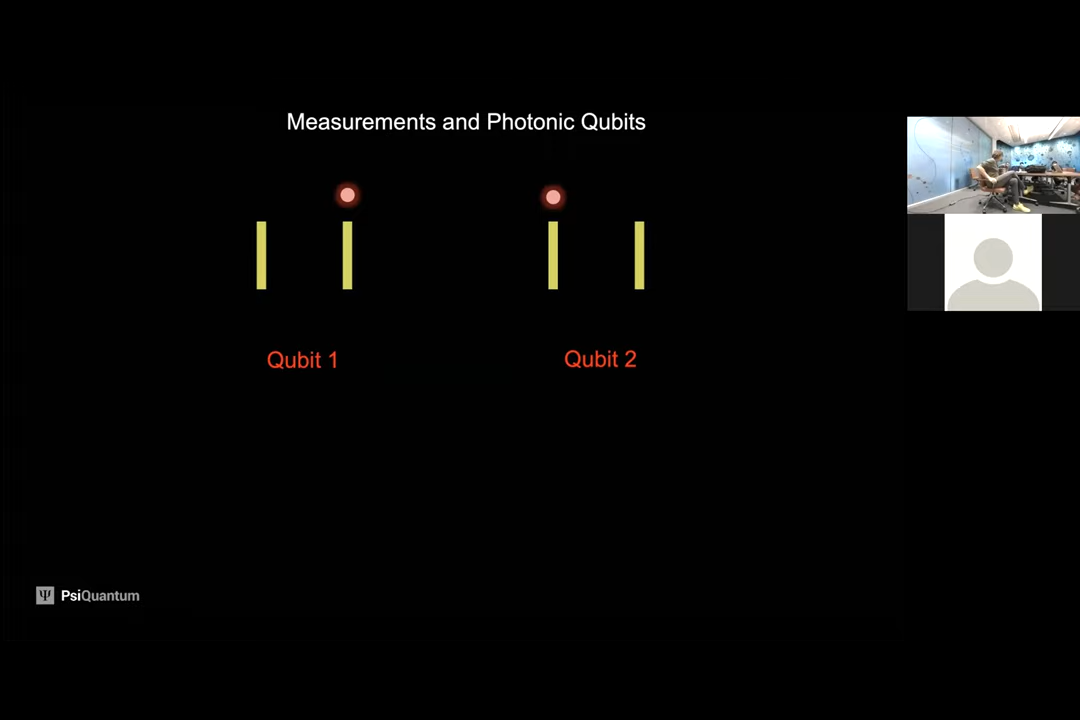 Measurements and Photonic Qubits
Qubit 1
Qubit 2
Ψ PsiQuantum